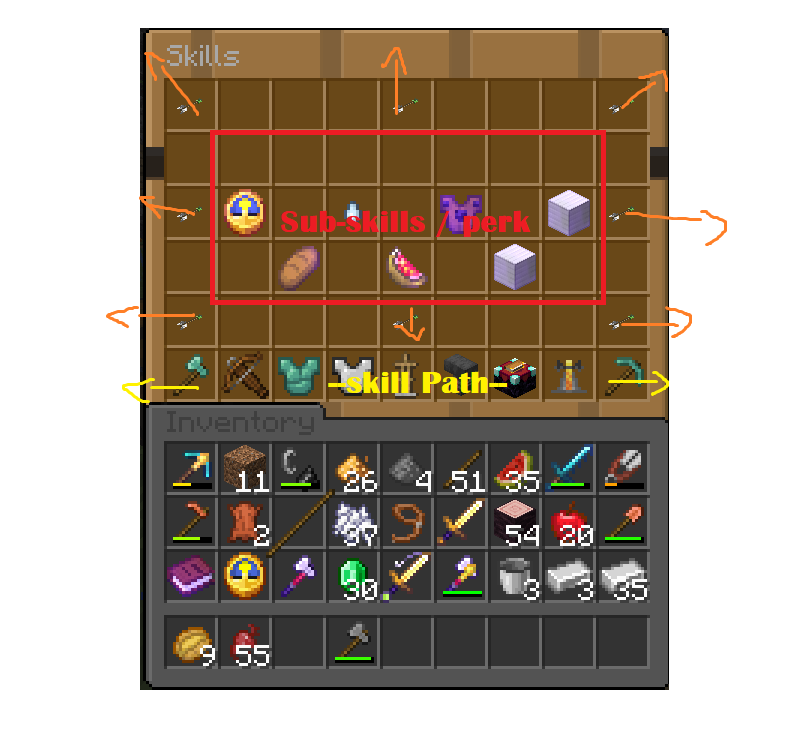 Skills
Sub-skills / perk
-skill Path-
Inventory
11 26 4 51 35
2 37 54 20
30 3 3 35
9 55